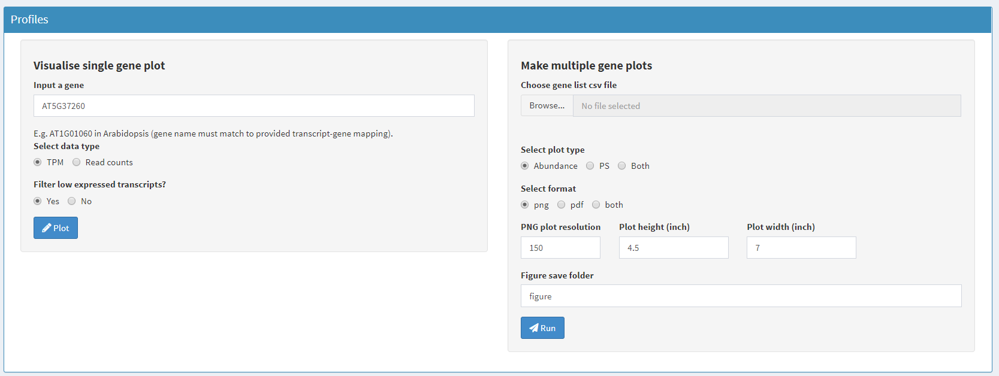 Profiles
Visualise single gene plot
Input a gene
AT5G37260
E.g. AT1G01060 in Arabidopsis (gene name must match to provided transcript-gene mapping).
Select data type
TPM Read counts
Filter low expressed transcripts?
Yes No
Plot
Make multiple gene plots
Choose gene list csv file
Browse... No file selected
Select plot type
Abundance PS Both
Select format
png pdf both
PNG plot resolution Plot height (inch) Plot width (inch)
150 4.5 7
Figure save folder
figure
Run